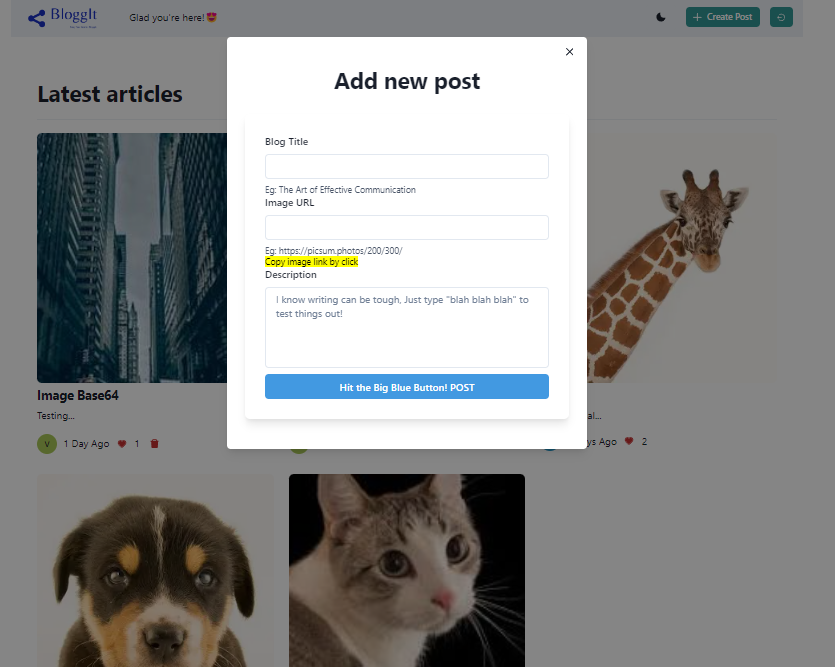 BloggIt
Glad you're here!😍
Create Post
Latest articles
Add new post
Blog Title
Eg: The Art of Effective Communication
Image URL
Eg: https://picsum.photos/200/300/
Copy image link by click
Description
I know writing can be tough, Just type "blah blah blah" to
test things out!
Hit the Big Blue Button! POST
Image Base64
Testing...
V 1 Day Ago 1
al...
ys Ago 2